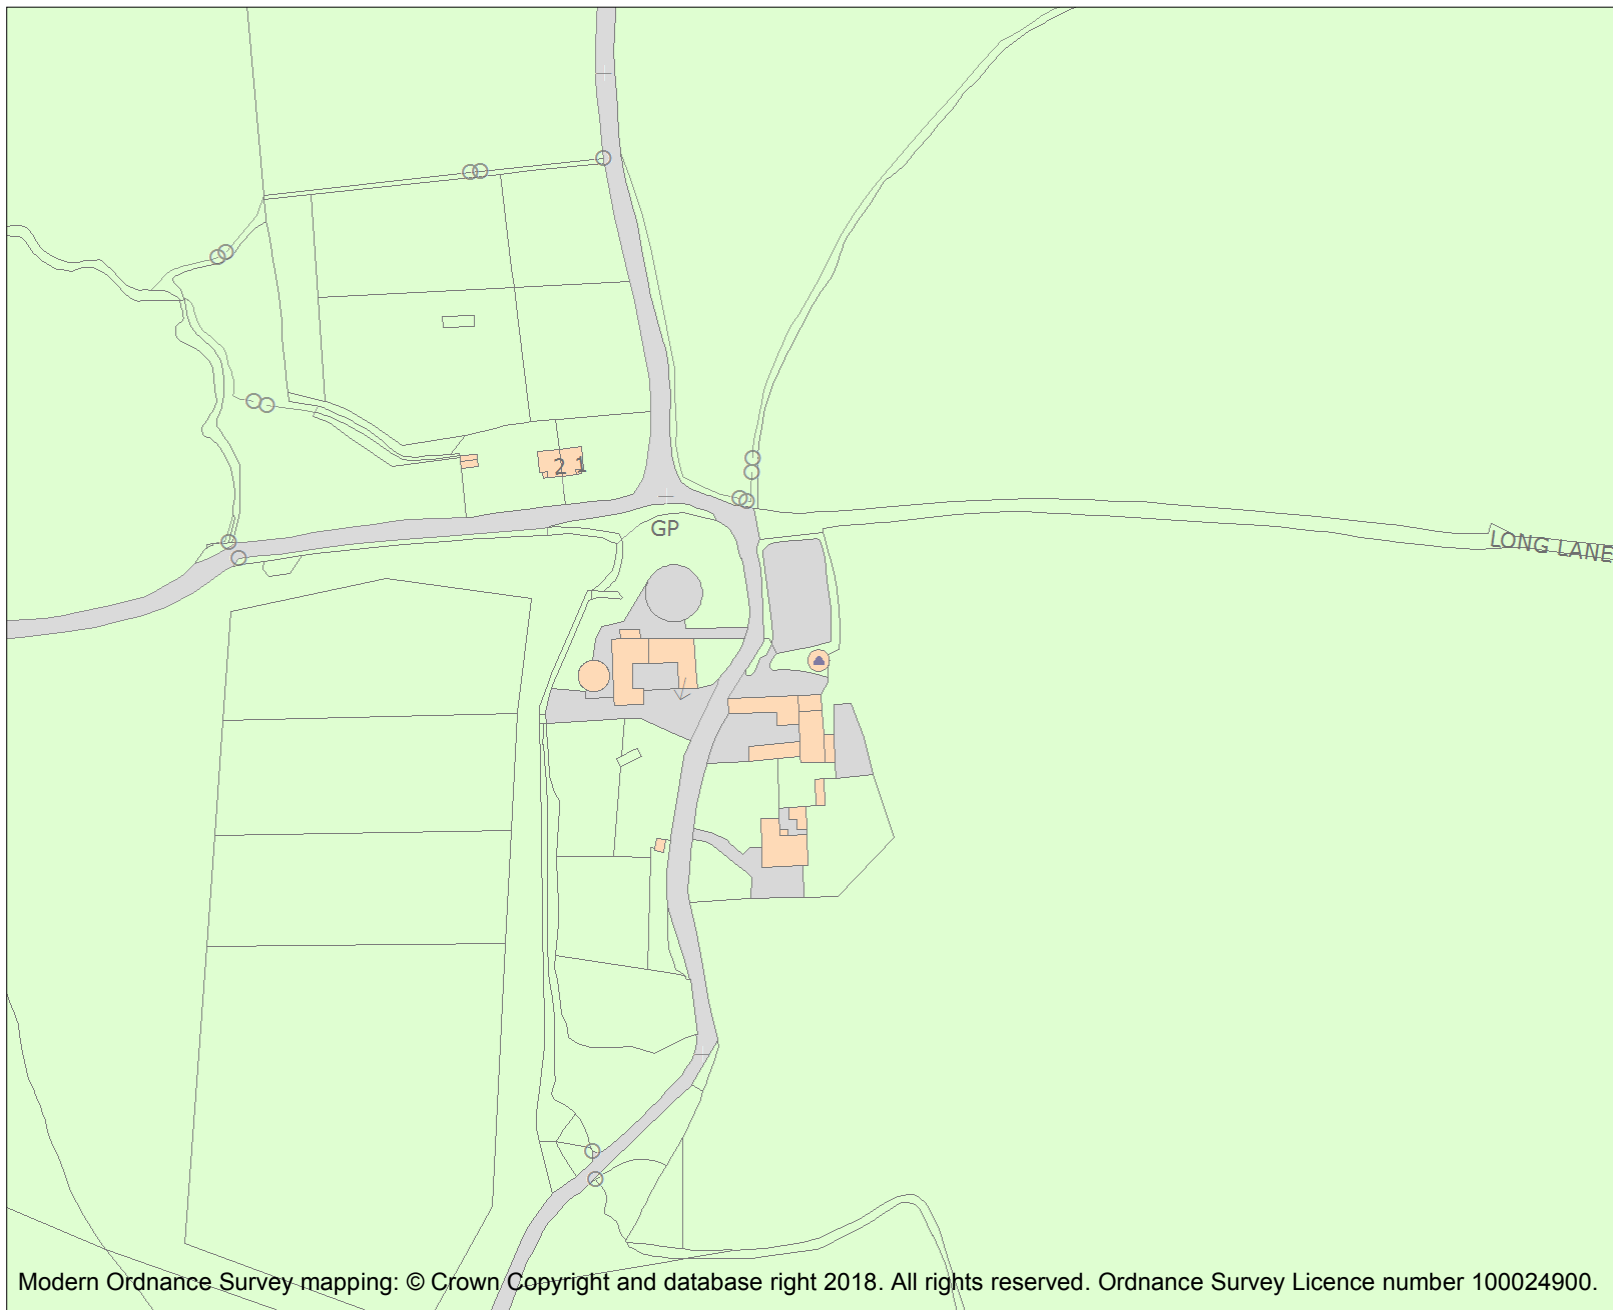 2 1
GP
LONG LANE
Modern Ordnance Survey mapping: © Crown Copyright and database right 2018. All rights reserved. Ordnance Survey Licence number 100024900.